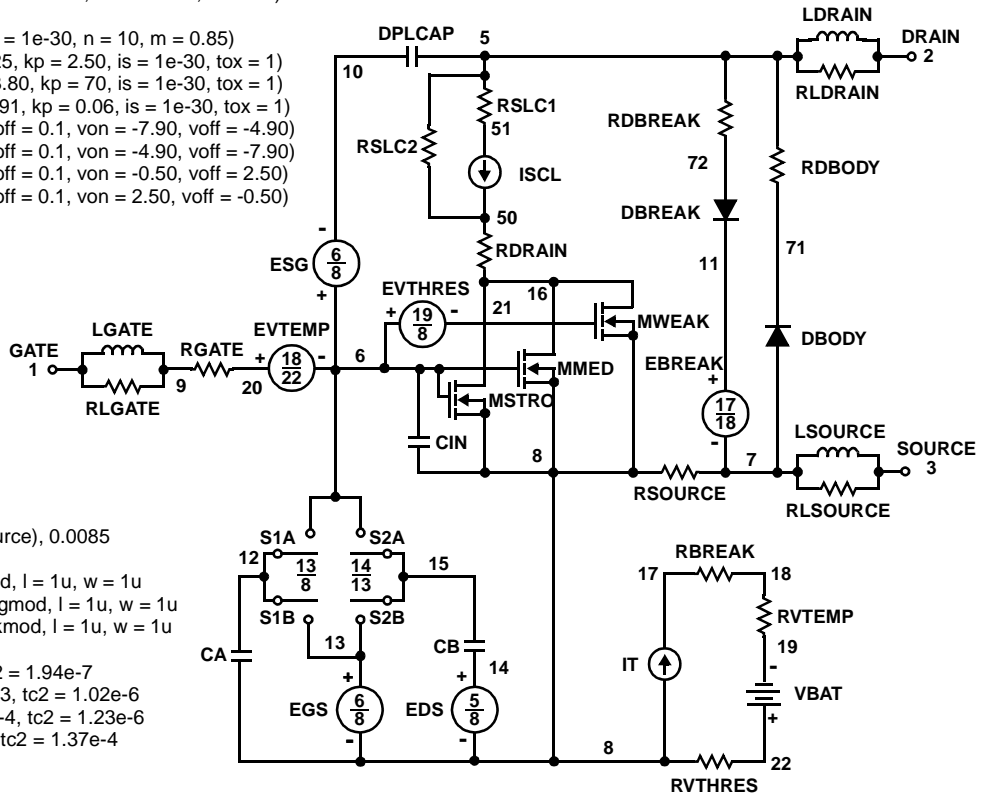 = 1e-30, n = 10, m = 0.85)
25, kp = 2.50, is = 1e-30, tox = 1)
3.80, kp = 70, is = 1e-30, tox = 1)
91, kp = 0.06, is = 1e-30, tox = 1)
voff = 0.1, von = -7.90, voff = -4.90)
off = 0.1, von = -4.90, voff = -7.90)
off = 0.1, von = -0.50, voff = 2.50)
off = 0.1, von = 2.50, voff = -0.50)
DPLCAP
5
10
LDRAIN
DRAIN
2
RLDRAIN
RSLC1
51
RSLC2
ISCL
50
RDRAIN
RDBREAK
72
DBREAK
11
RDBODY
71
DBODY
ESG
-
6
8
+
EVTHRES
+
19
8
-
21
16
MWEAK
MMED
MSTRO
EBREAK
+
17
18
-
GATE
1
LGATE
RLGATE
9
RGATE
20
EVTEMP
+
18
22
-
6
CIN
8
RSOURCE
7
LSOURCE
SOURCE
3
RLSOURCE
urce), 0.0085
d, l = 1u, w = 1u
gmod, l = 1u, w = 1u
kmod, l = 1u, w = 1u
2 = 1.94e-7
3, tc2 = 1.02e-6
-4, tc2 = 1.23e-6
tc2 = 1.37e-4
S1A
S2A
12
13
8
14
13
15
S1B
S2B
13
CA
CB
14
+
EGS
6
8
-
+
EDS
5
8
-
8
RBREAK
17
18
RVTEMP
19
-
IT
VBAT
+
22
RVTHRES